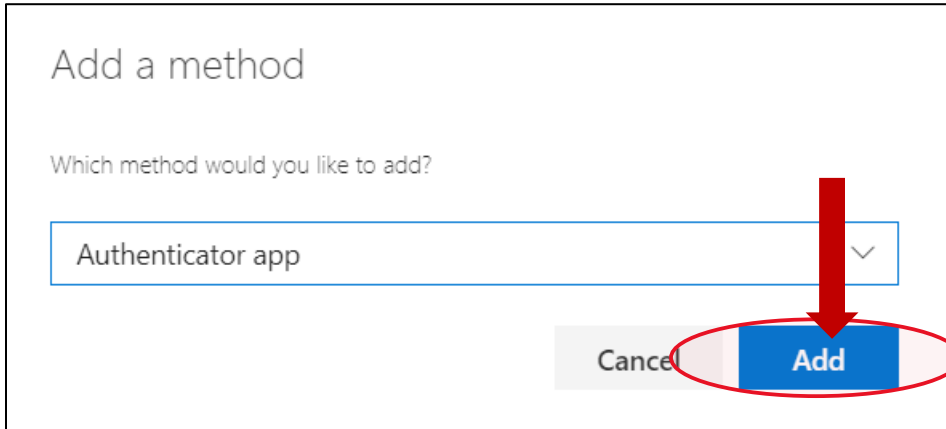 Add a method
Which method would you like to add?
Authenticator app
Cancel
Add